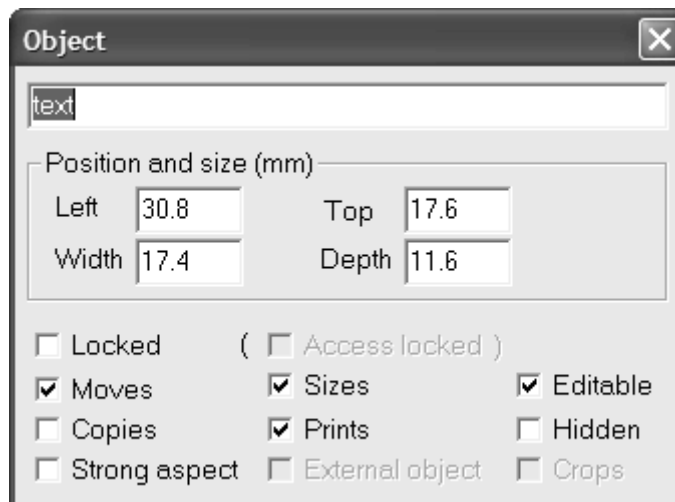 Object
text
Position and size (mm)
Left 30.8 Top 17.6
Width 17.4 Depth 11.6
Locked ( Access locked )
Moves Sizes Editable
Copies Prints Hidden
Strong aspect External object Crops